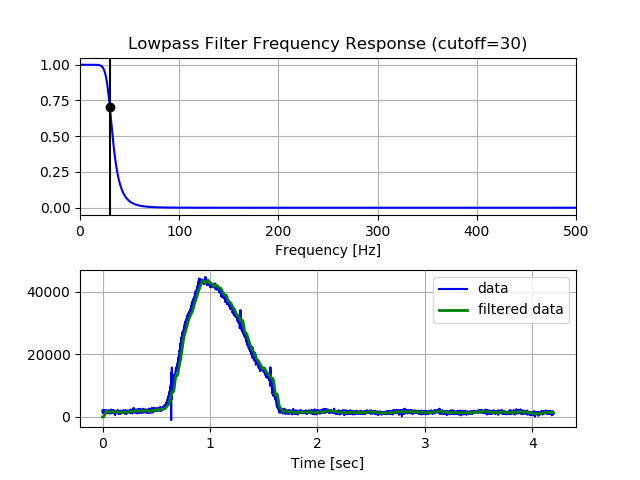 Lowpass Filter Frequency Response (cutoff=30)
1.00
0.75
0.50
0.25
0.00
0 100 200 300 400 500
Frequency [Hz]
40000
20000
0
data
filtered data
0 1 2 3 4
Time [sec]